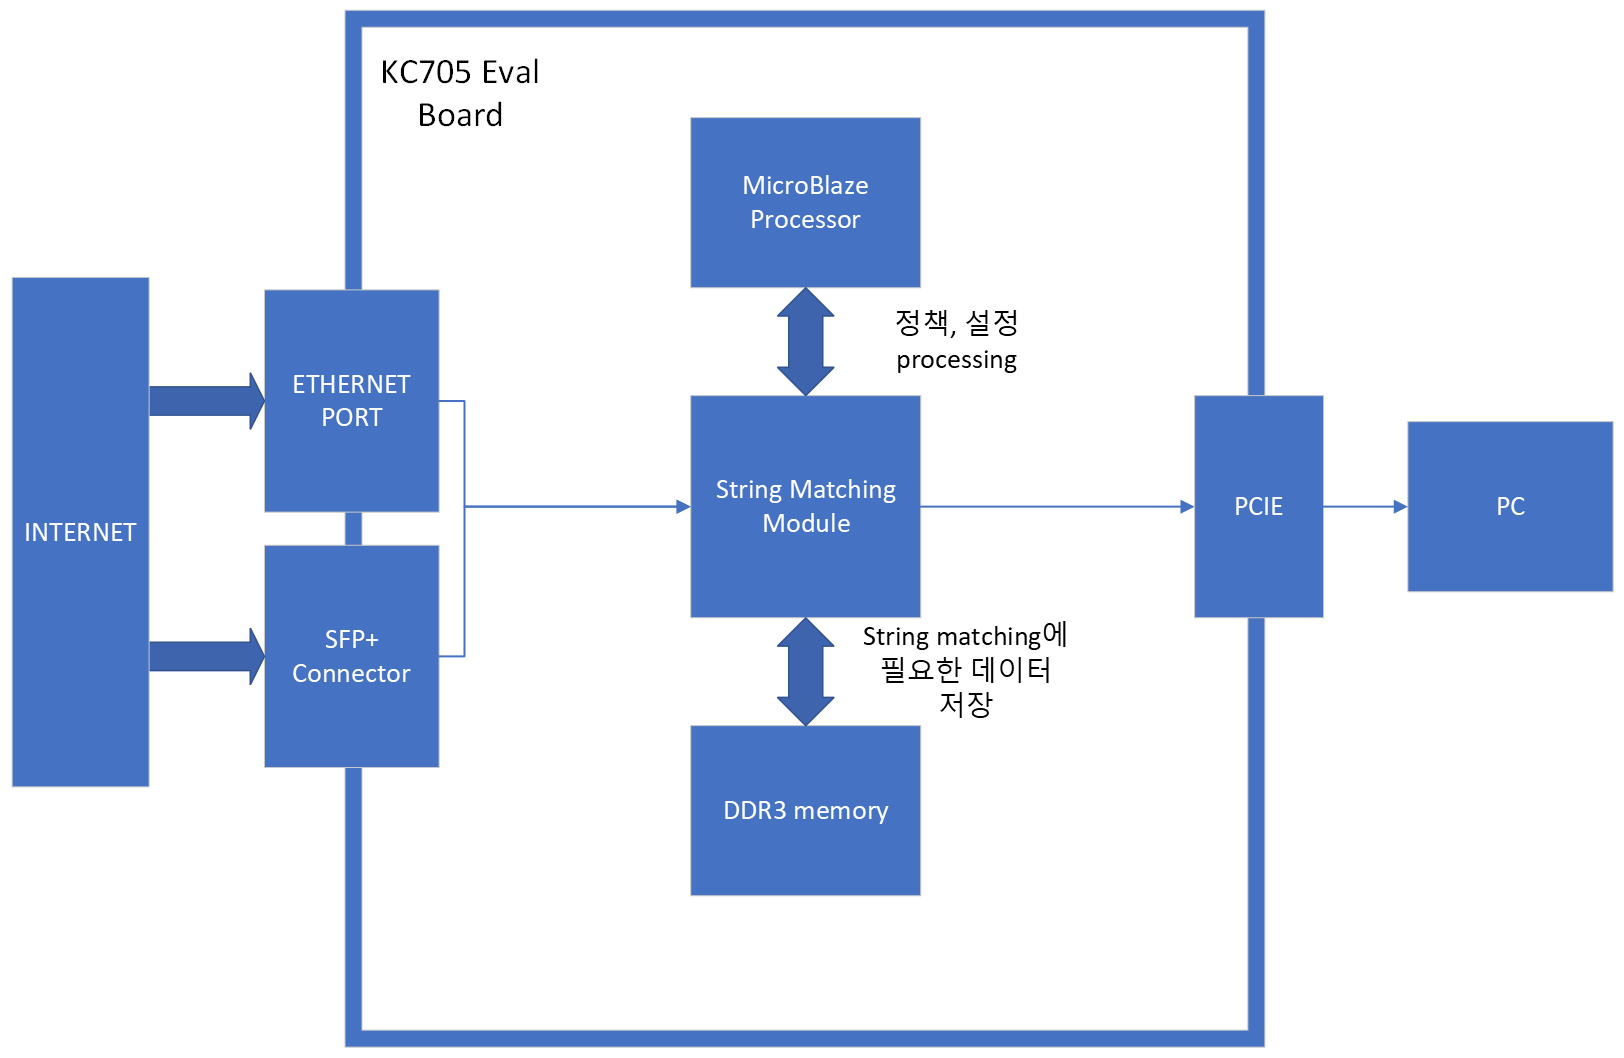 KC705 Eval
Board
MicroBlaze
Processor
정책, 설정
processing
INTERNET
ETHERNET
PORT
SFP+
Connector
String Matching
Module
String matching에
필요한 데이터
저장
DDR3 memory
PCIE
PC